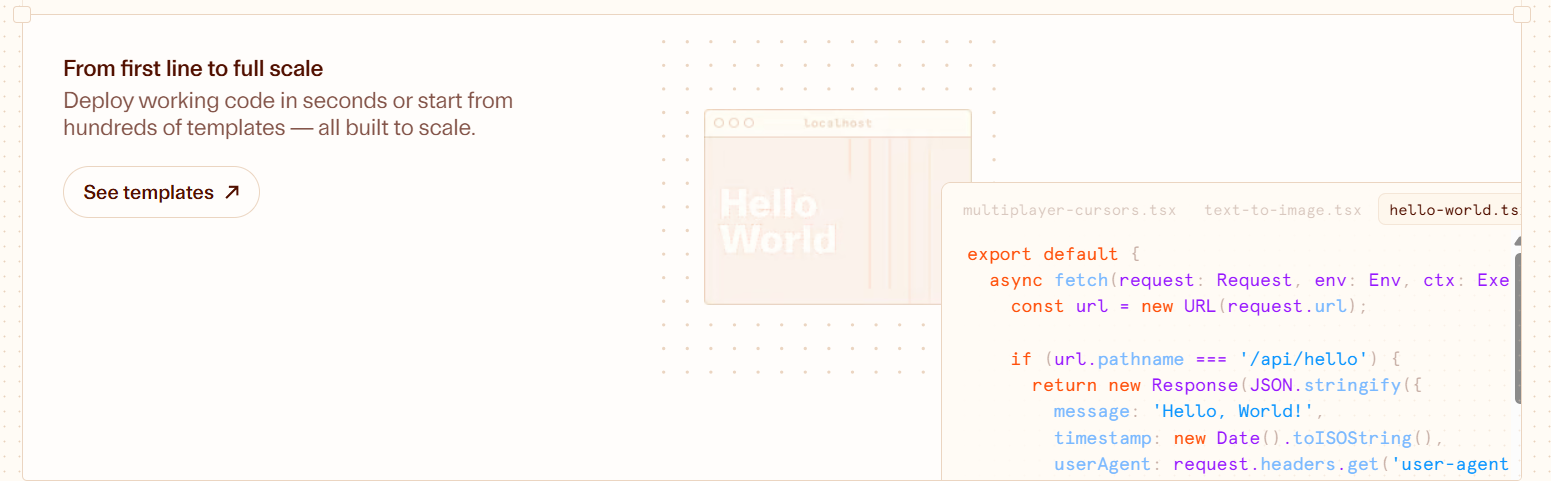 From first line to full scale
Deploy working code in seconds or start from
hundreds of templates — all built to scale.
See templates
localhost
Hello
World
multiplayer-cursors.tsx text-to-image.tsx hello-world.ts
export default {
  async fetch(request: Request, env: Env, ctx: Exe
    const url = new URL(request.url);
    if (url.pathname === '/api/hello') {
      return new Response(JSON.stringify({
        message: 'Hello, World!',
        timestamp: new Date().toISOString(),
        userAgent: request.headers.get('user-agent